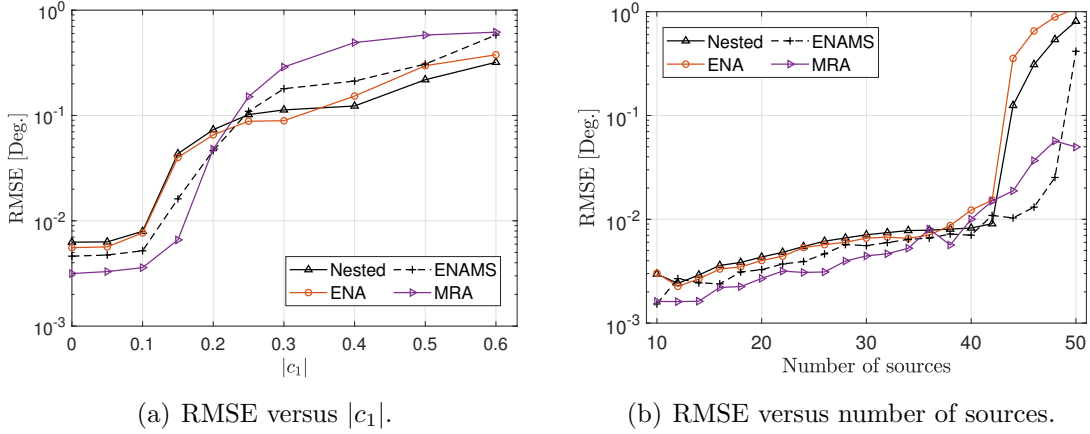 10^0
10^-1
10^-2
10^-3
RMSE [Deg.]
Nested
ENAMS
ENA
MRA
0 0.1 0.2 0.3 0.4 0.5 0.6
|c_1|
(a) RMSE versus |c_1|.
10^0
10^-1
10^-2
10^-3
RMSE [Deg.]
Nested
ENAMS
ENA
MRA
10 20 30 40 50
Number of sources
(b) RMSE versus number of sources.